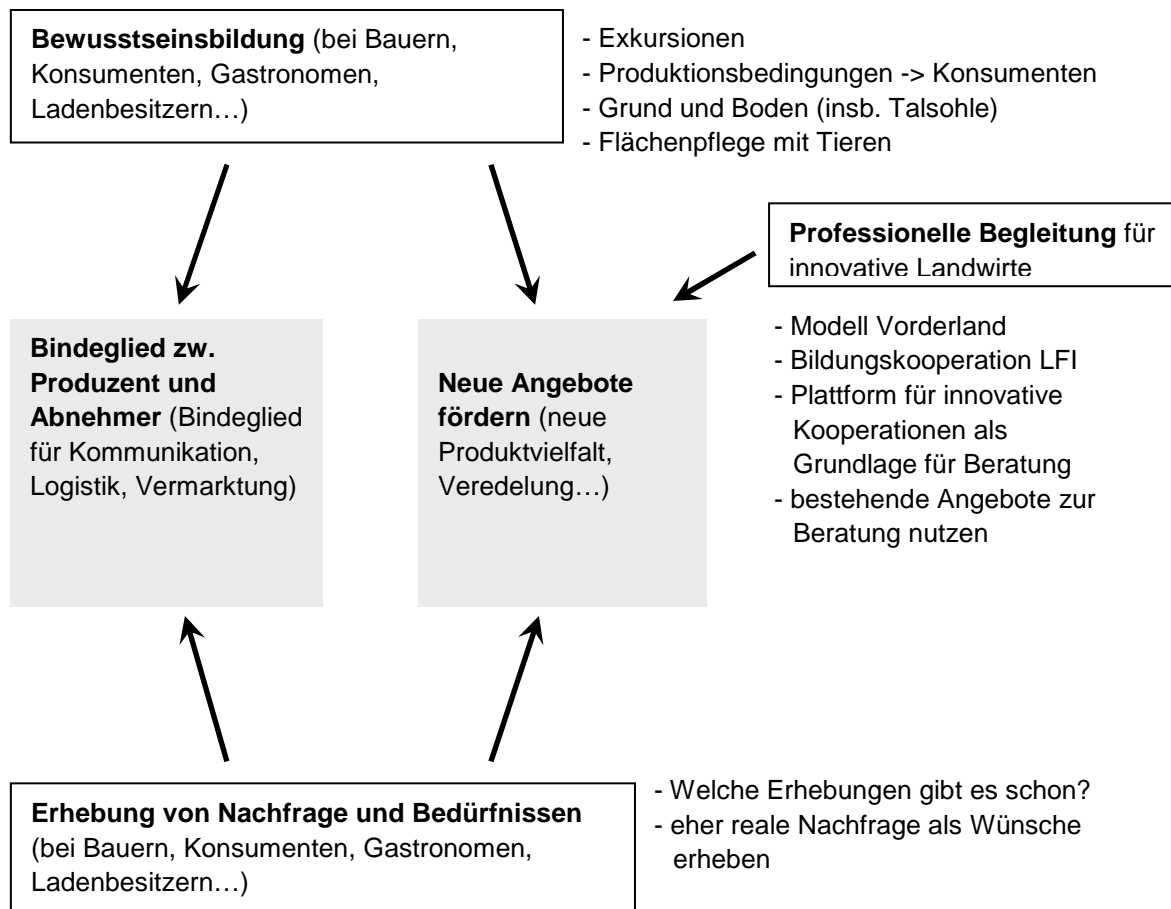 Bewusstseinsbildung (bei Bauern,
Konsumenten, Gastronomen,
Ladenbesitzern…)
- Exkursionen
- Produktionsbedingungen -> Konsumenten
- Grund und Boden (insb. Talsohle)
- Flächenpflege mit Tieren
Professionelle Begleitung für
innovative Landwirte
- Modell Vorderland
- Bildungskooperation LFI
- Plattform für innovative
Kooperationen als
Grundlage für Beratung
- bestehende Angebote zur
Beratung nutzen
Bindeglied zw.
Produzent und
Abnehmer (Bindeglied
für Kommunikation,
Logistik, Vermarktung)
Neue Angebote
fördern (neue
Produktvielfalt,
Veredelung…)
Erhebung von Nachfrage und Bedürfnissen
(bei Bauern, Konsumenten, Gastronomen,
Ladenbesitzern…)
- Welche Erhebungen gibt es schon?
- eher reale Nachfrage als Wünsche
erheben